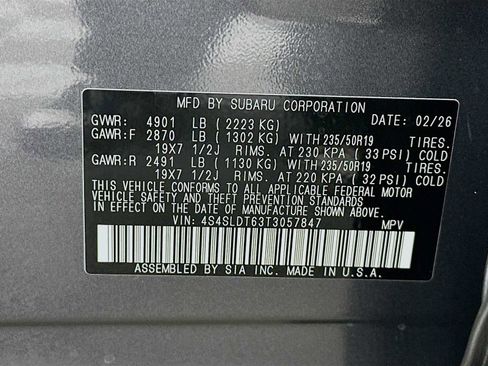 MFD BY SUBARU CORPORATION
GVWR: 4901 LB ( 2223 KG) DATE: 02/26
GAWR:F 2870 LB ( 1302 KG) WITH 235/50R19 TIRES.
19X7 1/2J RIMS. AT 230 KPA ( 33 PSI) COLD
GAWR:R 2491 LB ( 1130 KG) WITH 235/50R19 TIRES.
19X7 1/2J RIMS. AT 220 KPA ( 32 PSI) COLD
THIS VEHICLE CONFORMS TO ALL APPLICABLE FEDERAL MOTOR
VEHICLE SAFETY AND THEFT PREVENTION STANDARDS
IN EFFECT ON THE DATE OF MANUFACTURE SHOWN ABOVE.
VIN: 4S4SLDT63T3057847 MPV
ASSEMBLED BY SIA INC. MADE IN U.S.A.